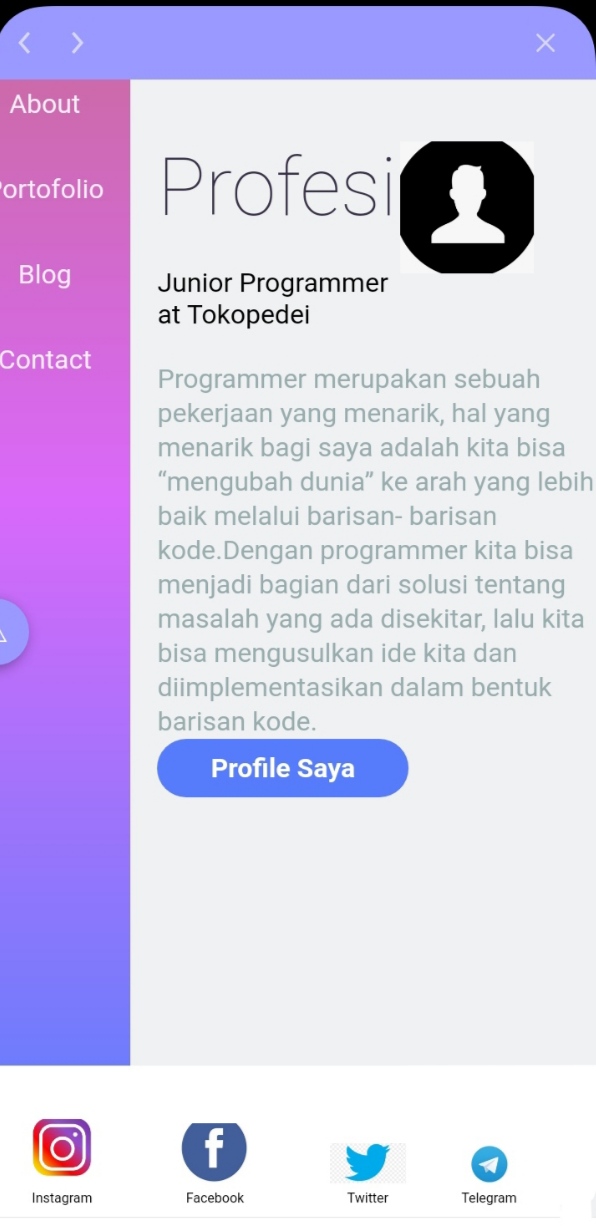 About
Portofolio
Blog
Contact
Profesi
Junior Programmer
at Tokopedei
Programmer merupakan sebuah
pekerjaan yang menarik, hal yang
menarik bagi saya adalah kita bisa
“mengubah dunia” ke arah yang lebih
baik melalui barisan- barisan
kode.Dengan programmer kita bisa
menjadi bagian dari solusi tentang
masalah yang ada disekitar, lalu kita
bisa mengusulkan ide kita dan
diimplementasikan dalam bentuk
barisan kode.
Profile Saya
Instagram
Facebook
Twitter
Telegram